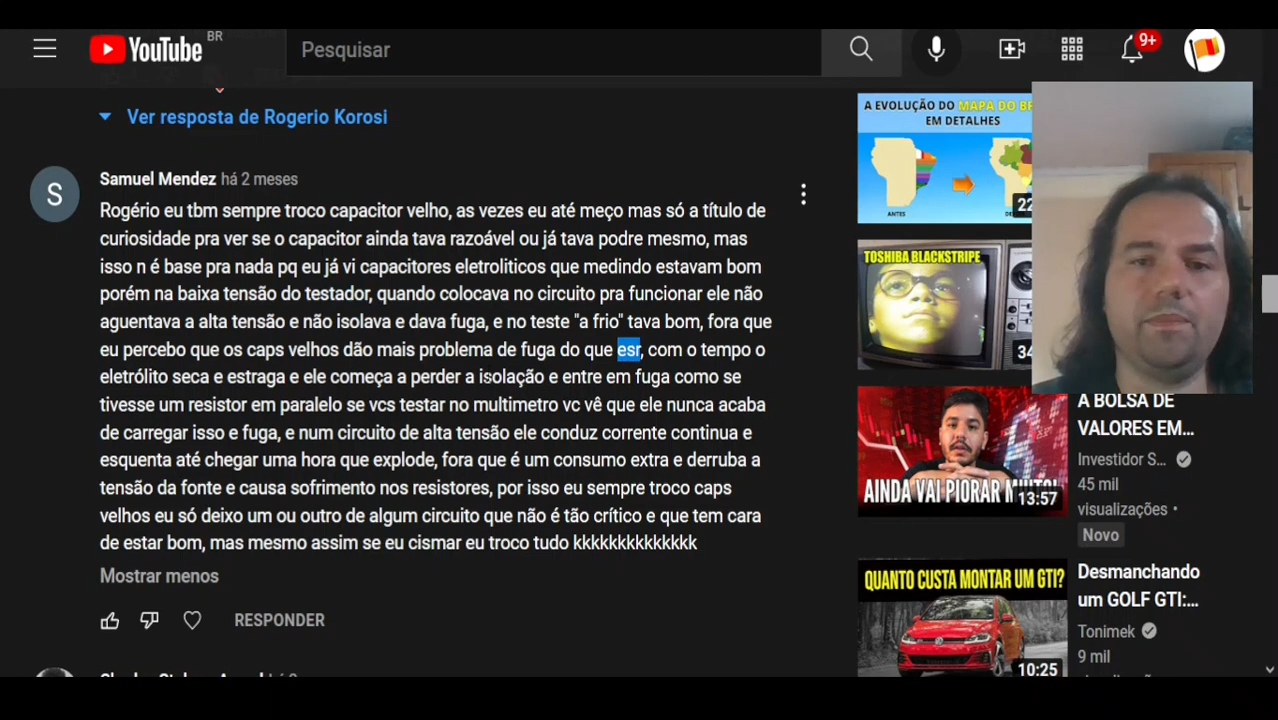 YouTube BR
Pesquisar
9+
Ver resposta de Rogerio Korosi
S
Samuel Mendez há 2 meses
Rogério eu tbm sempre troco capacitor velho, as vezes eu até meço mas só a título de
curiosidade pra ver se o capacitor ainda tava razoável ou já tava podre mesmo, mas
isso n é base pra nada pq eu já vi capacitores eletroliticos que medindo estavam bom
porém na baixa tensão do testador, quando colocava no circuito pra funcionar ele não
aguentava a alta tensão e não isolava e dava fuga, e no teste "a frio" tava bom, fora que
eu percebo que os caps velhos dão mais problema de fuga do que esr, com o tempo o
eletrólito seca e estraga e ele começa a perder a isolação e entre em fuga como se
tivesse um resistor em paralelo se vcs testar no multimetro vc vê que ele nunca acaba
de carregar isso e fuga, e num circuito de alta tensão ele conduz corrente continua e
esquenta até chegar uma hora que explode, fora que é um consumo extra e derruba a
tensão da fonte e causa sofrimento nos resistores, por isso eu sempre troco caps
velhos eu só deixo um ou outro de algum circuito que não é tão crítico e que tem cara
de estar bom, mas mesmo assim se eu cismar eu troco tudo kkkkkkkkkkkkkk
Mostrar menos
RESPONDER
A EVOLUÇÃO DO MAPA DO
EM DETALHES
ANTES
TOSHIBA BLACKSTRIPE
A BOLSA DE
VALORES EM...
Investidor S...
45 mil
visualizações •
Novo
AINDA VAI PIORAR
13:57
QUANTO CUSTA MONTAR UM GTI?
10:25
Desmanchando
um GOLF GTI:...
Tonimek
9 mil